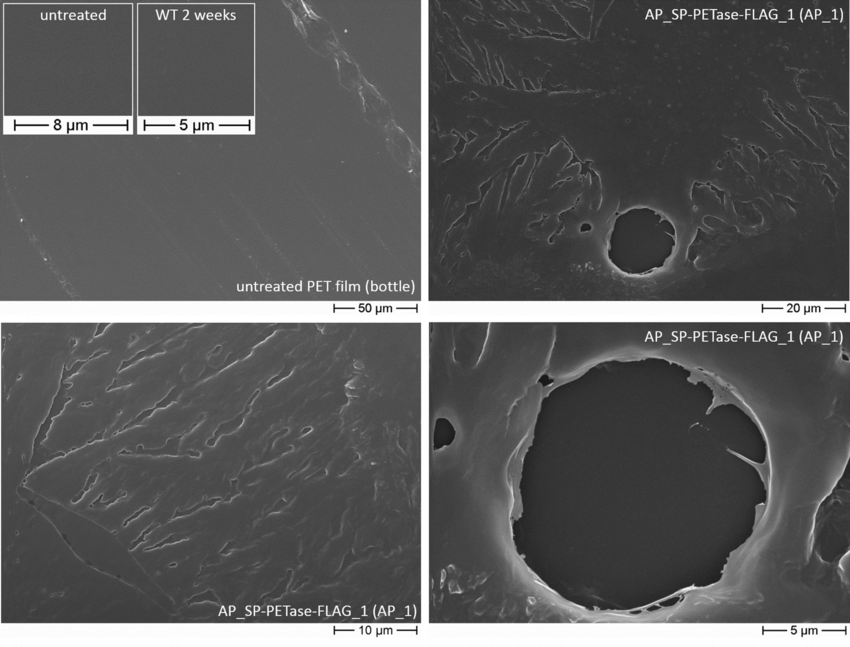 untreated
WT 2 weeks
8 µm
5 µm
untreated PET film (bottle)
50 µm
AP_SP-PETase-FLAG_1 (AP_1)
20 µm
AP_SP-PETase-FLAG_1 (AP_1)
10 µm
AP_SP-PETase-FLAG_1 (AP_1)
5 µm